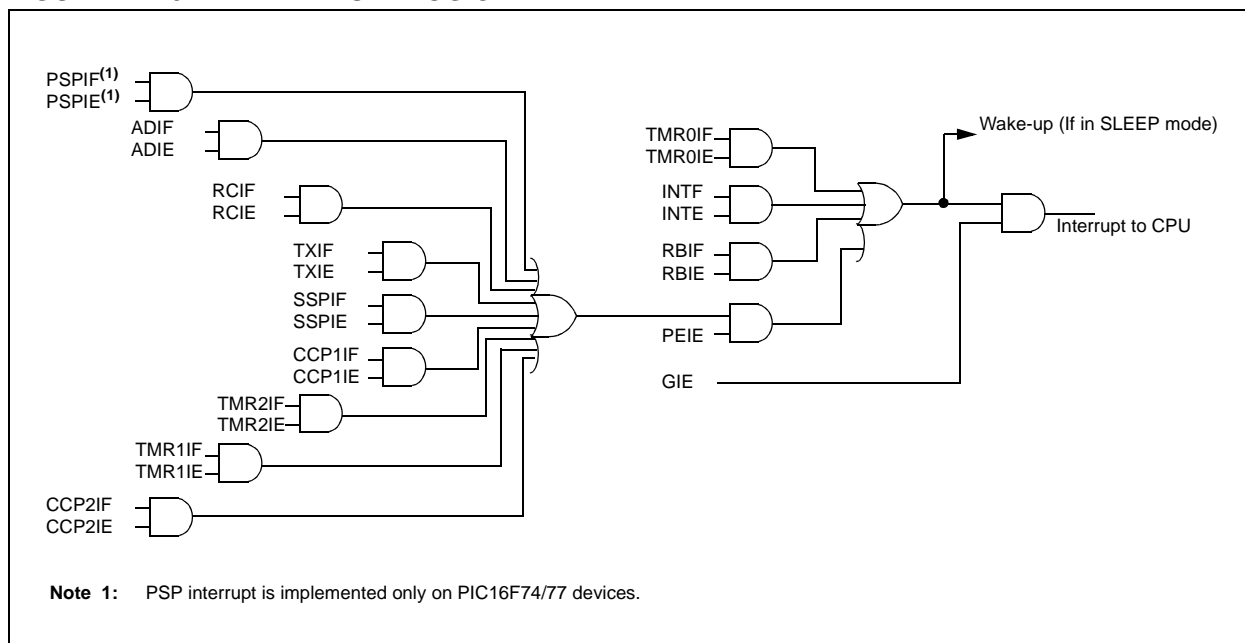 PSPIF(1)
PSPIE(1)
ADIF
ADIE
RCIF
RCIE
TXIF
TXIE
SSPIF
SSPIE
CCP1IF
CCP1IE
TMR2IF
TMR2IE
TMR1IF
TMR1IE
CCP2IF
CCP2IE
TMR0IF
TMR0IE
INTF
INTE
RBIF
RBIE
PEIE
GIE
Wake-up (If in SLEEP mode)
Interrupt to CPU
Note 1: PSP interrupt is implemented only on PIC16F74/77 devices.